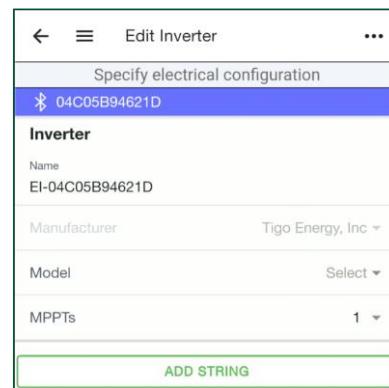 Edit Inverter
Specify electrical configuration
04C05B94621D
Inverter
Name
EI-04C05B94621D
Manufacturer Tigo Energy, Inc
Model Select
MPPTs 1
ADD STRING